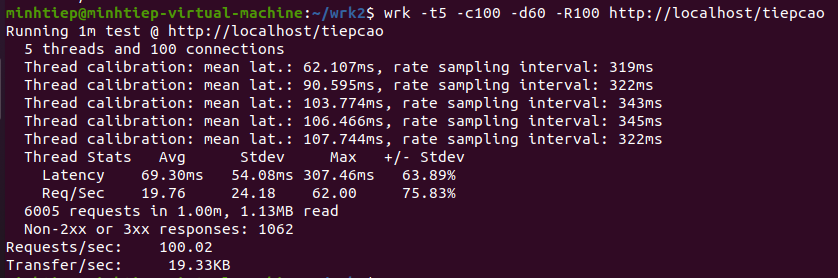 minhtiep@minhtiep-virtual-machine:~/wrk2$ wrk -t5 -c100 -d60 -R100 http://localhost/tiepcao
Running 1m test @ http://localhost/tiepcao
  5 threads and 100 connections
  Thread calibration: mean lat.: 62.107ms, rate sampling interval: 319ms
  Thread calibration: mean lat.: 90.595ms, rate sampling interval: 322ms
  Thread calibration: mean lat.: 103.774ms, rate sampling interval: 343ms
  Thread calibration: mean lat.: 106.466ms, rate sampling interval: 345ms
  Thread calibration: mean lat.: 107.744ms, rate sampling interval: 322ms
  Thread Stats   Avg      Stdev     Max   +/- Stdev
    Latency    69.30ms   54.08ms 307.46ms   63.89%
    Req/Sec    19.76     24.18    62.00     75.83%
  6005 requests in 1.00m, 1.13MB read
  Non-2xx or 3xx responses: 1062
Requests/sec:    100.02
Transfer/sec:     19.33KB